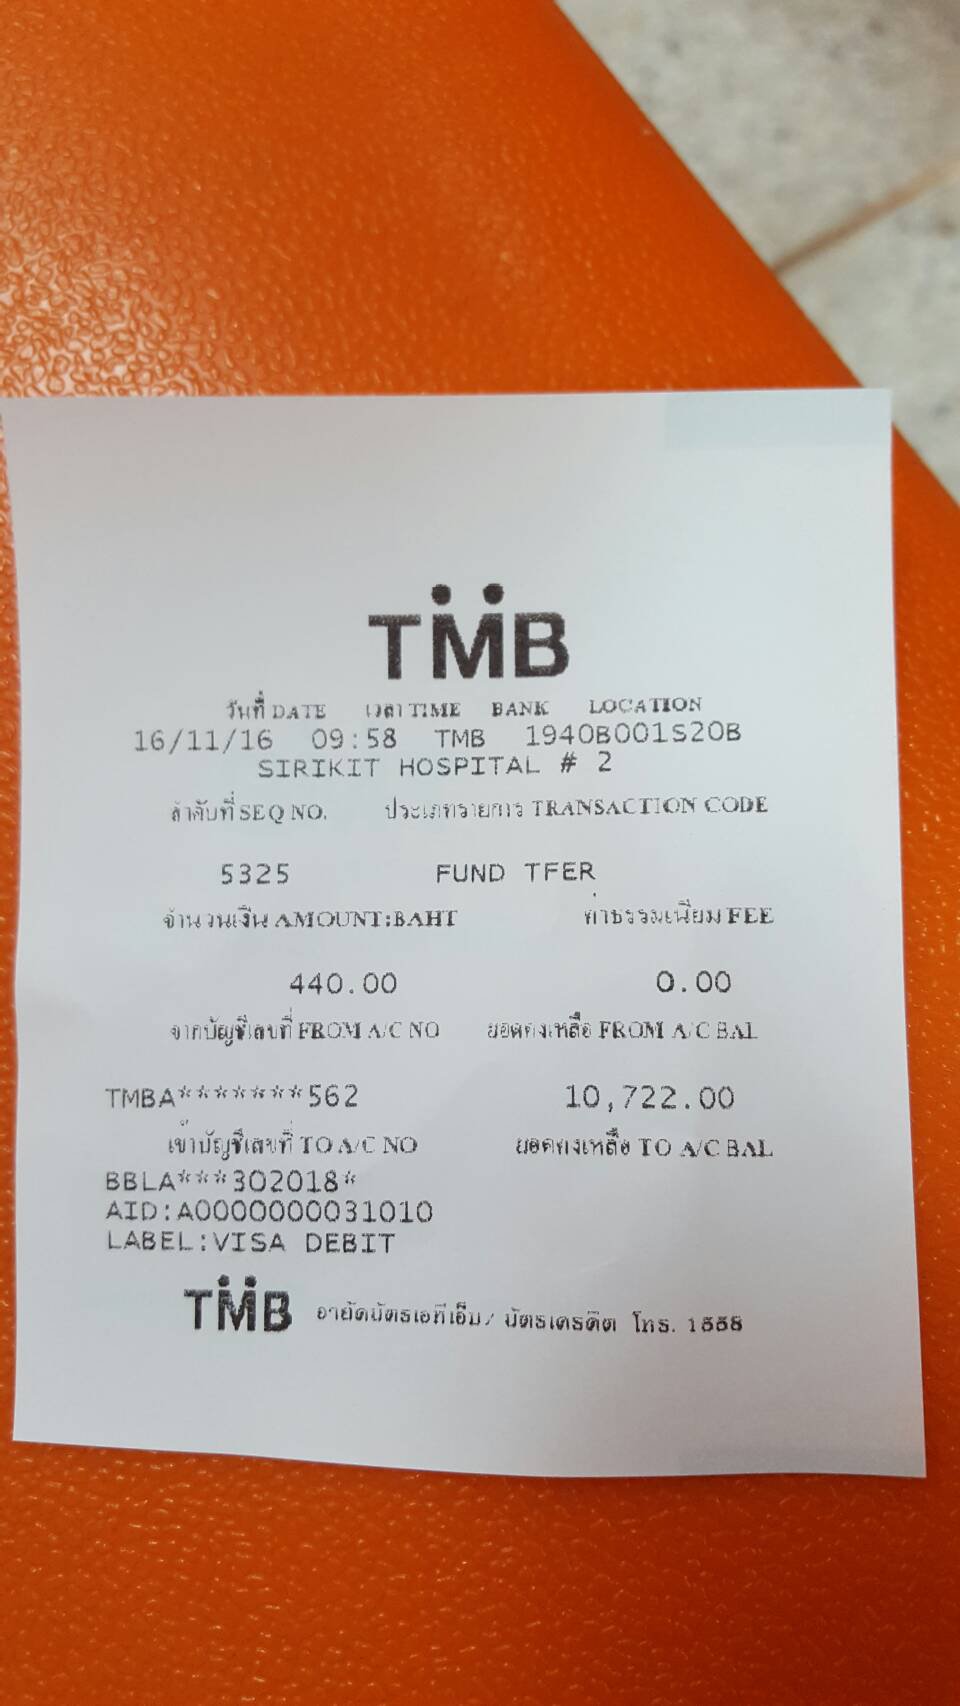 TMB
วันที่ DATE เวลา TIME BANK LOCATION
16/11/16 09:58 TMB 1940B001S20B
SIRIKIT HOSPITAL # 2
ลำดับที่ SEQ NO. ประเภทรายการ TRANSACTION CODE
5325 FUND TFER
จำนวนเงิน AMOUNT:BAHT ค่าธรรมเนียม FEE
440.00 0.00
จากบัญชีเลขที่ FROM A/C NO ยอดคงเหลือ FROM A/C BAL
TMBA*******562 10,722.00
เข้าบัญชีเลขที่ TO A/C NO ยอดคงเหลือ TO A/C BAL
BBLA***302018*
AID:A0000000031010
LABEL:VISA DEBIT
TMB อายัดบัตรเอทีเอ็ม/ บัตรเครดิต โทร. 1558